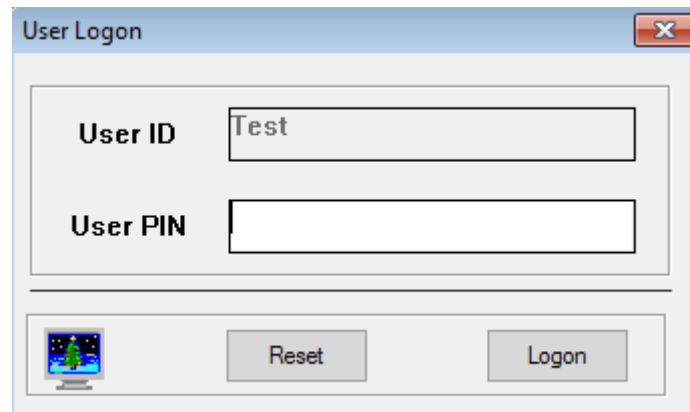 User Logon
User ID
Test
User PIN
Reset
Logon